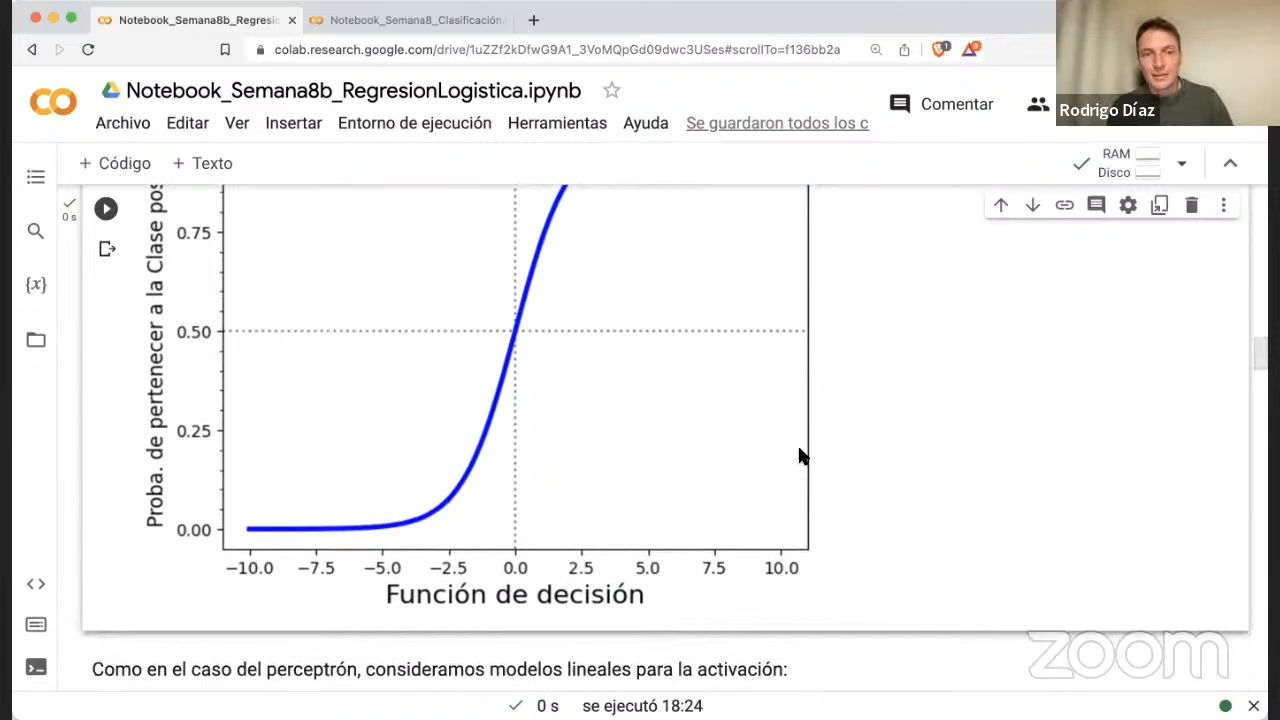 Notebook_Semana8b_Regresio
Notebook_Semana8_Clasificación.
colab.research.google.com/drive/1uZZf2kDfwG9A1_3VoMQpGd09dwc3USes#scrollTo=f136bb2a
Notebook_Semana8b_RegresionLogistica.ipynb
Comentar
Rodrigo Díaz
Archivo Editar Ver Insertar Entorno de ejecución Herramientas Ayuda Se guardaron todos los c
+ Código + Texto
RAM
Disco
0 s
{x}
Proba. de pertenecer a la Clase pos
0.75
0.50
0.25
0.00
−10.0 −7.5 −5.0 −2.5 0.0 2.5 5.0 7.5 10.0
Función de decisión
Como en el caso del perceptrón, consideramos modelos lineales para la activación:
zoom
0 s se ejecutó 18:24